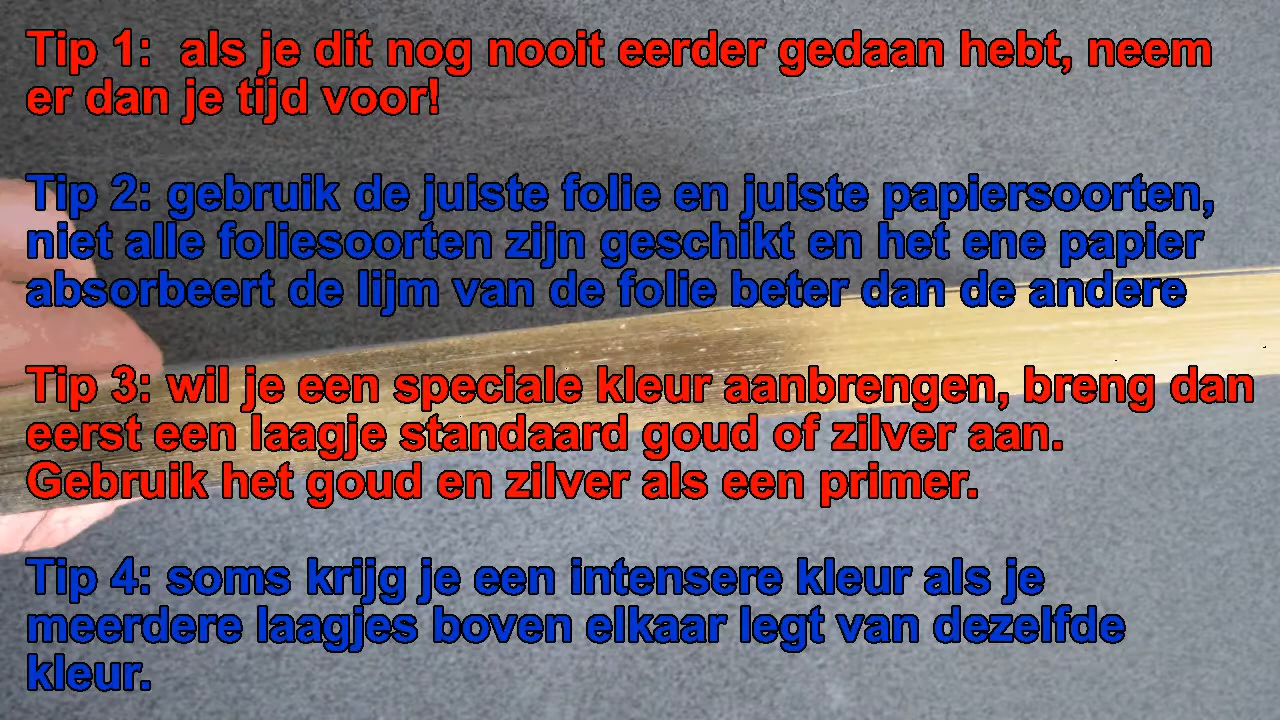 Tip 1:  als je dit nog nooit eerder gedaan hebt, neem
er dan je tijd voor!
Tip 2: gebruik de juiste folie en juiste papiersoorten,
niet alle foliesoorten zijn geschikt en het ene papier
absorbeert de lijm van de folie beter dan de andere
Tip 3: wil je een speciale kleur aanbrengen, breng dan
eerst een laagje standaard goud of zilver aan.
Gebruik het goud en zilver als een primer.
Tip 4: soms krijg je een intensere kleur als je
meerdere laagjes boven elkaar legt van dezelfde
kleur.